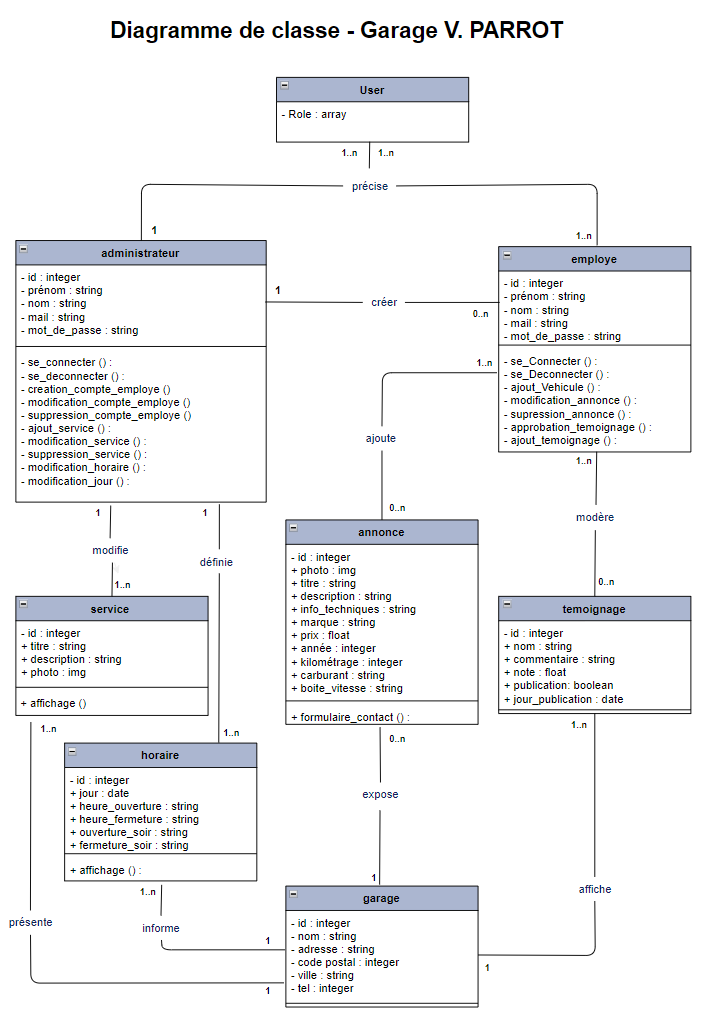 Diagramme de classe - Garage V. PARROT
User
- Role : array
1..n
1..n
précise
1
1..n
administrateur
- id : integer
- prénom : string
- nom : string
- mail : string
- mot_de_passe : string
- se_connecter () :
- se_deconnecter () :
- creation_compte_employe ()
- modification_compte_employe ()
- suppression_compte_employe ()
- ajout_service () :
- modification_service () :
- suppression_service () :
- modification_horaire () :
- modification_jour () :
1
créer
0..n
employe
- id : integer
- prénom : string
- nom : string
- mail : string
- mot_de_passe : string
- se_Connecter () :
- se_Deconnecter () :
- ajout_Vehicule () :
- modification_annonce () :
- supression_annonce () :
- approbation_temoignage () :
- ajout_temoignage () :
1..n
ajoute
0..n
1..n
modère
0..n
1
modifie
1..n
1
définie
1..n
service
- id : integer
+ titre : string
+ description : string
+ photo : img
+ affichage ()
1..n
annonce
- id : integer
+ photo : img
+ titre : string
+ description : string
+ info_techniques : string
+ marque : string
+ prix : float
+ année : integer
+ kilométrage : integer
+ carburant : string
+ boite_vitesse : string
+ formulaire_contact () :
0..n
temoignage
- id : integer
+ nom : string
+ commentaire : string
+ note : float
+ publication: boolean
+ jour_publication : date
1..n
horaire
- id : integer
+ jour : date
+ heure_ouverture : string
+ heure_fermeture : string
+ ouverture_soir : string
+ fermeture_soir : string
+ affichage () :
1..n
expose
1
affiche
1
présente
1
informe
1
garage
- id : integer
- nom : string
- adresse : string
- code postal : integer
- ville : string
- tel : integer